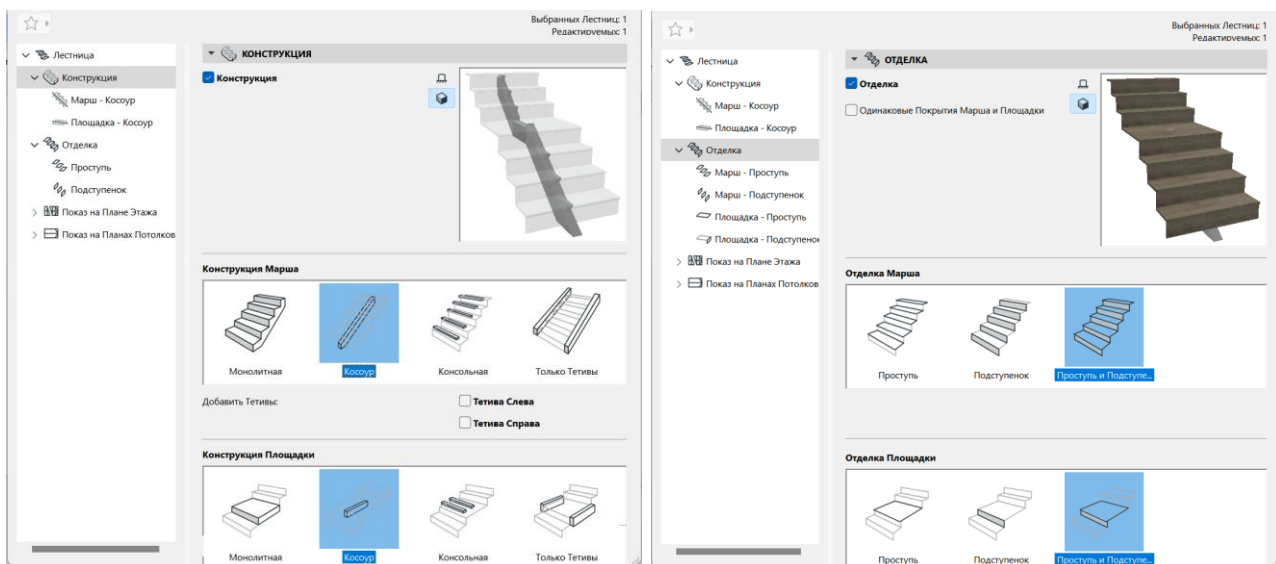 Выбранных Лестниц: 1
Редактируемых: 1
Лестница
Конструкция
Марш - Косоур
Площадка - Косоур
Отделка
Проступь
Подступенок
Показ на Плане Этажа
Показ на Планах Потолков
КОНСТРУКЦИЯ
Конструкция
Конструкция Марша
Монолитная
Косоур
Консольная
Только Тетивы
Добавить Тетивы:
Тетива Слева
Тетива Справа
Конструкция Площадки
Монолитная
Косоур
Консольная
Только Тетивы
Выбранных Лестниц: 1
Редактируемых: 1
Лестница
Конструкция
Марш - Косоур
Площадка - Косоур
Отделка
Марш - Проступь
Марш - Подступенок
Площадка - Проступь
Площадка - Подступенок
Показ на Плане Этажа
Показ на Планах Потолков
ОТДЕЛКА
Отделка
Одинаковые Покрытия Марша и Площадки
Отделка Марша
Проступь
Подступенок
Проступь и Подступе...
Отделка Площадки
Проступь
Подступенок
Проступь и Подступе...